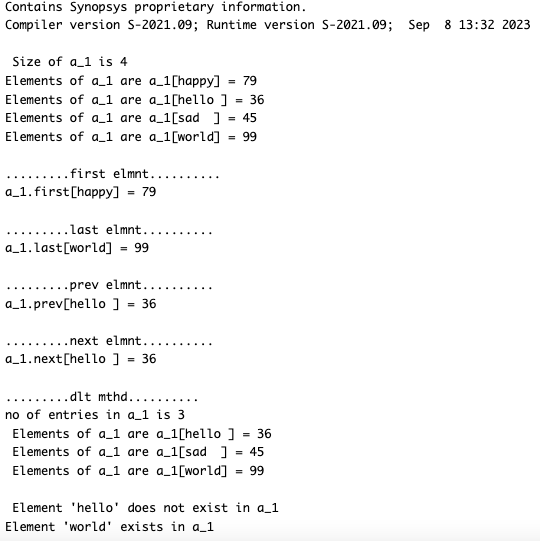 Contains Synopsys proprietary information.
Compiler version S-2021.09; Runtime version S-2021.09;  Sep  8 13:32 2023
 Size of a_1 is 4
Elements of a_1 are a_1[happy] = 79
Elements of a_1 are a_1[hello ] = 36
Elements of a_1 are a_1[sad  ] = 45
Elements of a_1 are a_1[world] = 99
.........first elmnt..........
a_1.first[happy] = 79
.........last elmnt..........
a_1.last[world] = 99
.........prev elmnt..........
a_1.prev[hello ] = 36
.........next elmnt..........
a_1.next[hello ] = 36
.........dlt mthd..........
no of entries in a_1 is 3
 Elements of a_1 are a_1[hello ] = 36
 Elements of a_1 are a_1[sad  ] = 45
 Elements of a_1 are a_1[world] = 99
 Element 'hello' does not exist in a_1
Element 'world' exists in a_1